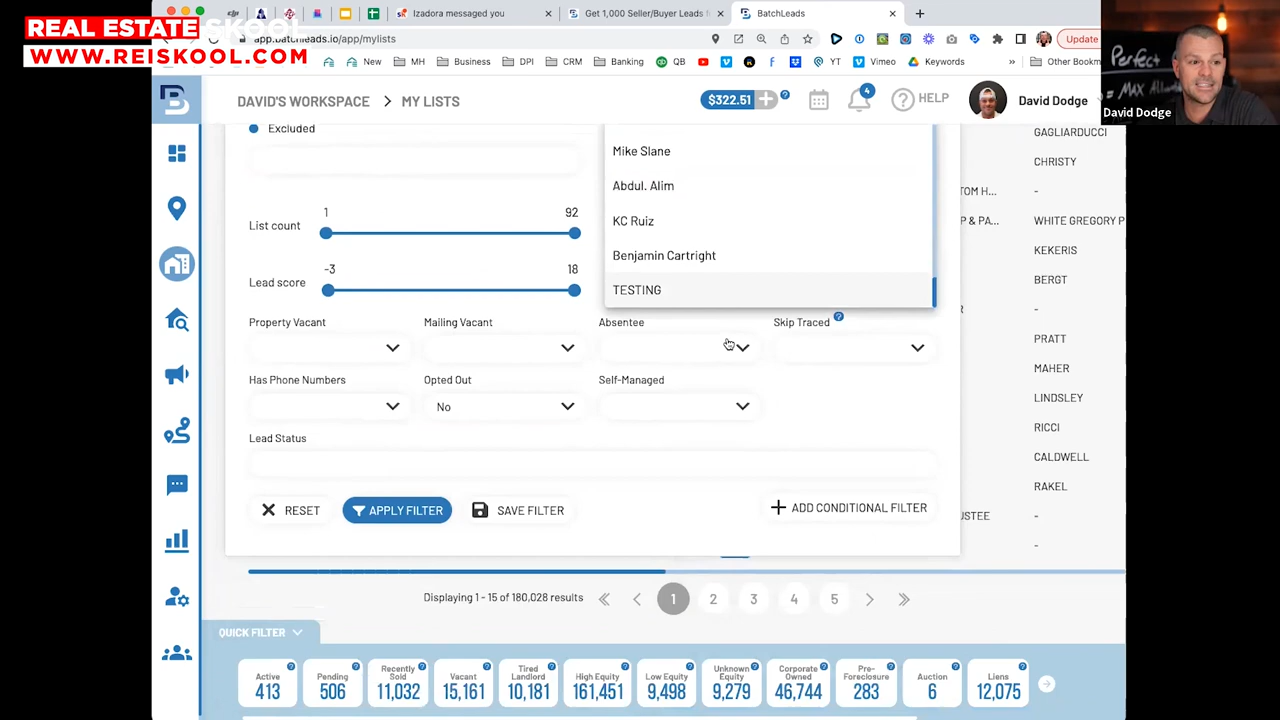 REAL ESTATE SKOOL
WWW.REISKOOL.COM
Izadora messaged you
Get 1 000 Seller/Buyer Leads f
BatchLeads
app.batchleads.io/app/mylists
Update
New
MH
Business
DPI
CRM
Banking
QB
YT
Vimeo
Keywords
Other Book
Perfect
David Dodge
DAVID'S WORKSPACE
MY LISTS
$322.51
4
HELP
David Dodge
Excluded
Mike Slane
Abdul. Alim
KC Ruiz
Benjamin Cartright
TESTING
List count
1
92
Lead score
-3
18
Property Vacant
Mailing Vacant
Absentee
Skip Traced
Has Phone Numbers
Opted Out
Self-Managed
No
Lead Status
RESET
APPLY FILTER
SAVE FILTER
ADD CONDITIONAL FILTER
GAGLIARDUCCI
CHRISTY
TOM H...
-
P & PA...
WHITE GREGORY P
KEKERIS
BERGT
-
PRATT
MAHER
LINDSLEY
RICCI
CALDWELL
RAKEL
USTEE
-
-
Displaying 1 - 15 of 180,028 results
1
2
3
4
5
QUICK FILTER
Active
413
Pending
506
Recently Sold
11,032
Vacant
15,161
Tired Landlord
10,181
High Equity
161,451
Low Equity
9,498
Unknown Equity
9,279
Corporate Owned
46,744
Pre-Foreclosure
283
Auction
6
Liens
12,075